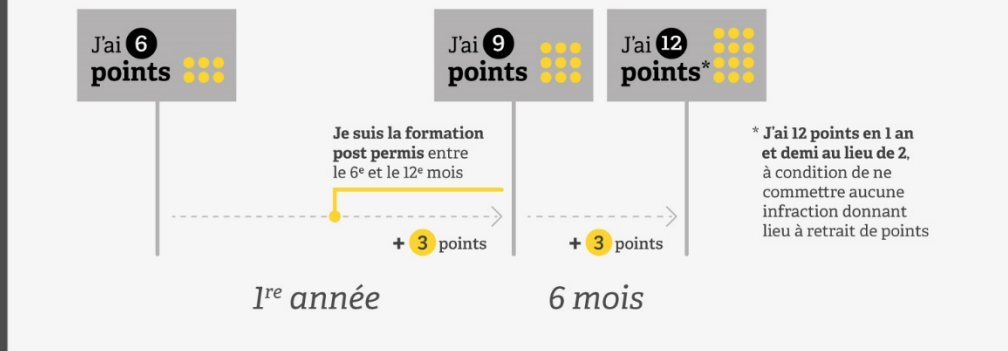 J'ai 6
points
J'ai 9
points
J'ai 12
points*
Je suis la formation
post permis entre
le 6e et le 12e mois
* J'ai 12 points en 1 an
et demi au lieu de 2,
à condition de ne
commettre aucune
infraction donnant
lieu à retrait de points
+ 3 points
+ 3 points
1re année
6 mois